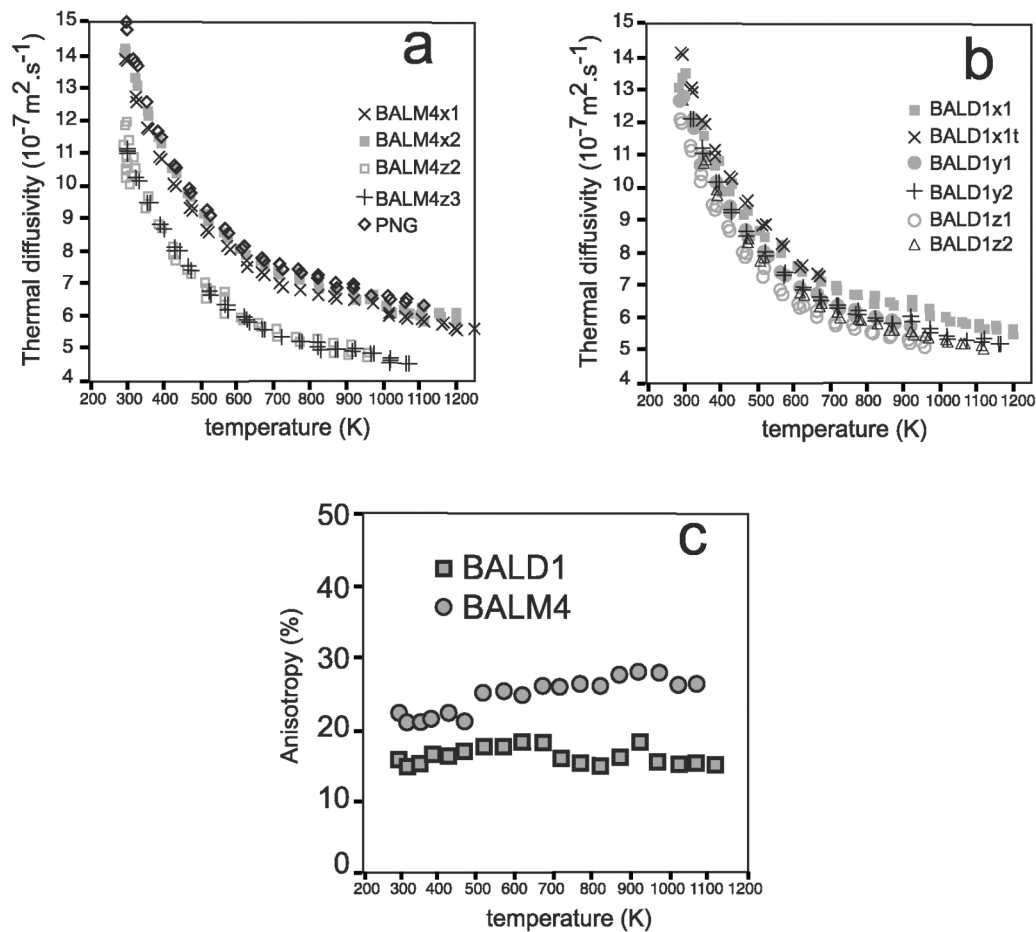 a
Thermal diffusivity (10⁻⁷m².s⁻¹)
15
14
13
12
11
10
9
8
7
6
5
4
BALM4x1
BALM4x2
BALM4z2
BALM4z3
PNG
200 300 400 500 600 700 800 900 1000 1100 1200
temperature (K)
b
Thermal diffusivity (10⁻⁷m².s⁻¹)
15
14
13
12
11
10
9
8
7
6
5
4
BALD1x1
BALD1x1t
BALD1y1
BALD1y2
BALD1z1
BALD1z2
200 300 400 500 600 700 800 900 1000 1100 1200
temperature (K)
c
Anisotropy (%)
50
40
30
20
10
0
BALD1
BALM4
200 300 400 500 600 700 800 900 1000 1100 1200
temperature (K)